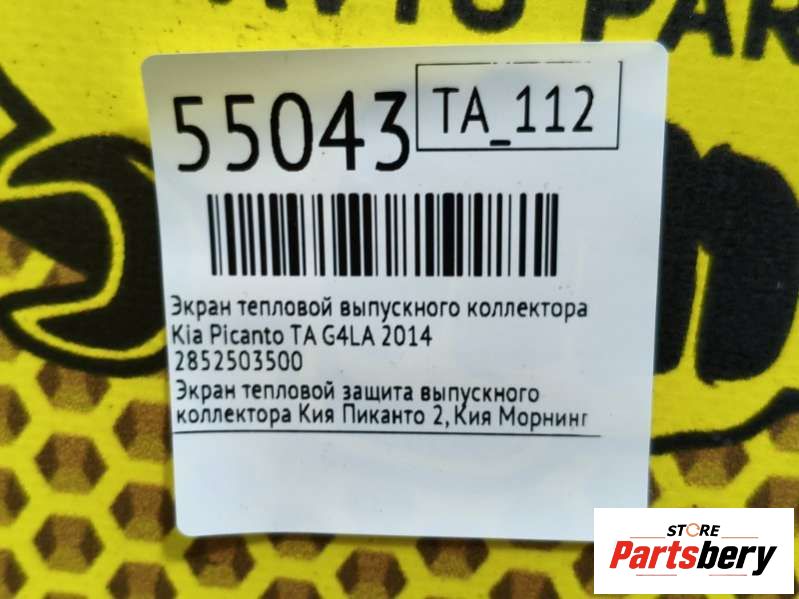 PAR
55043
TA_112
Экран тепловой выпускного коллектора
Kia Picanto TA G4LA 2014
2852503500
Экран тепловой защита выпускного
коллектора Кия Пиканто 2, Кия Морнинг
STORE
Partsbery